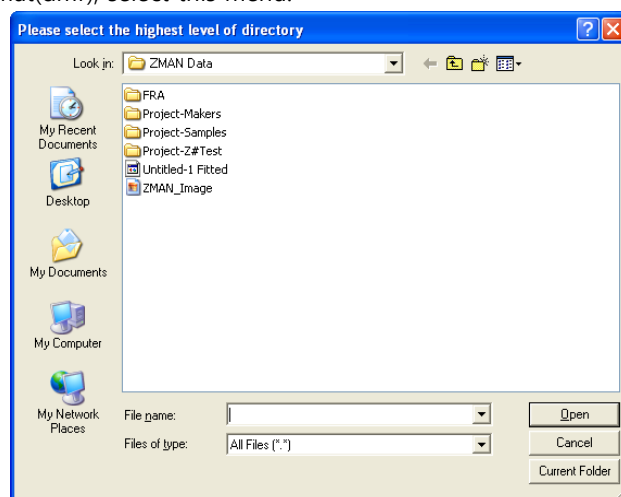 Please select the highest level of directory
Look in: ZMAN Data
FRA
Project-Makers
Project-Samples
Project-Z#Test
Untitled-1 Fitted
ZMAN_Image
My Recent
Documents
Desktop
My Documents
My Computer
My Network
Places
File name:
Open
Files of type: All Files (*.*)
Cancel
Current Folder